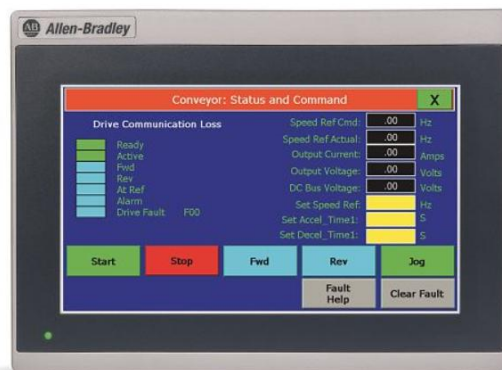 AB Allen-Bradley
Conveyor: Status and Command X
Drive Communication Loss
Ready
Active
Fwd
Rev
At Ref
Alarm
Drive Fault F00
Speed Ref Cmd: .00 Hz
Speed Ref Actual: .00 Hz
Output Current: .00 Amps
Output Voltage: .00 Volts
DC Bus Voltage: .00 Volts
Set Speed Ref: Hz
Set Accel_Time1: S
Set Decel_Time1: S
Start Stop Fwd Rev Jog
Fault
Help
Clear Fault